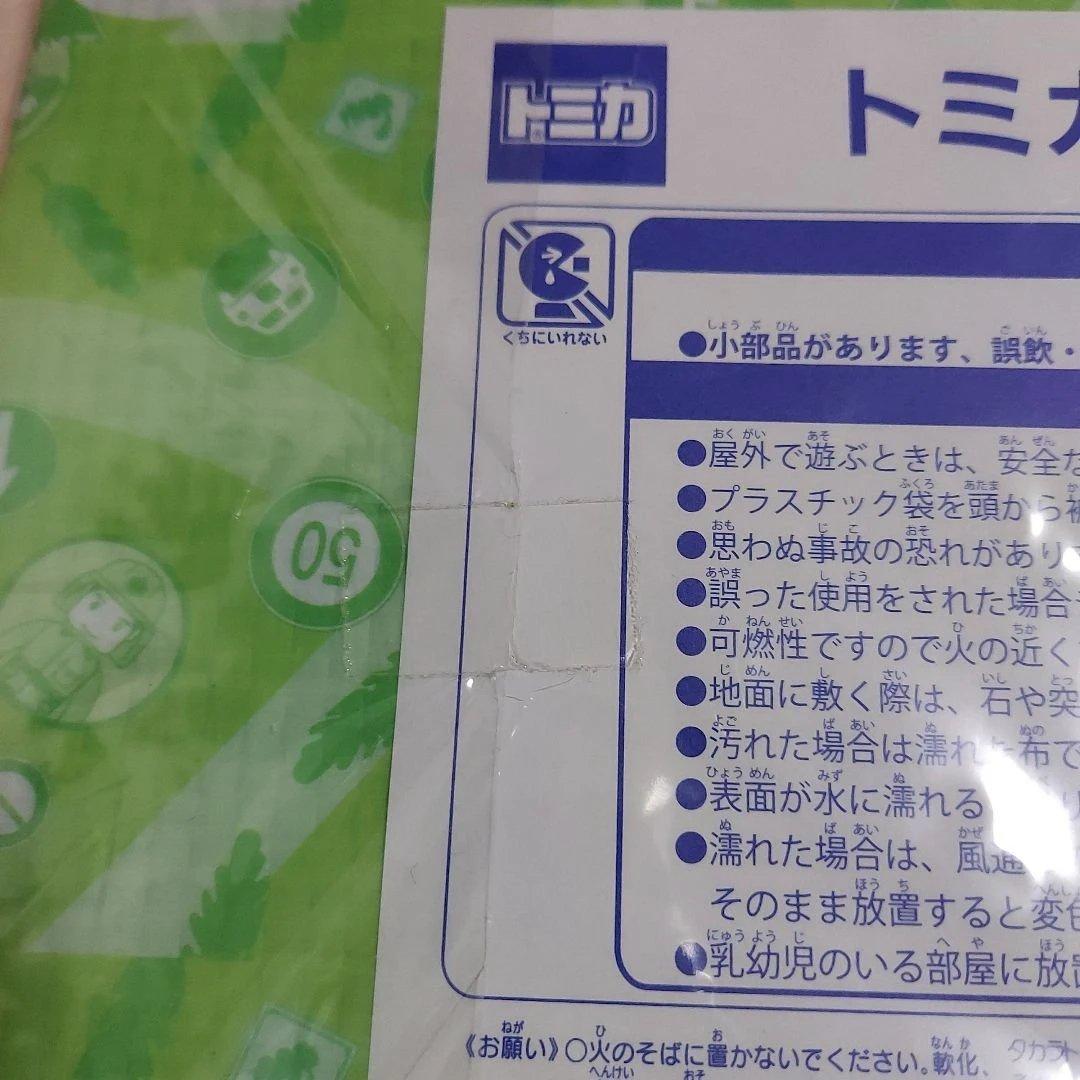 トミカ
トミカ
くちにいれない
●小部品があります、誤飲・
●屋外で遊ぶときは、安全な
●プラスチック袋を頭から被
●思わぬ事故の恐れがあり
●誤った使用をされた場合
●可燃性ですので火の近く
●地面に敷く際は、石や突
●汚れた場合は濡れた布で
●表面が水に濡れる
●濡れた場合は、風通
そのまま放置すると変色
●乳幼児のいる部屋に放置
《お願い》○火のそばに置かないでください。軟化、
タカラト
50